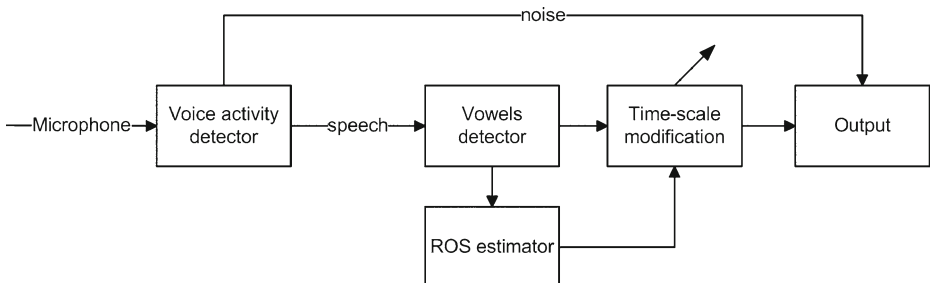 noise
Microphone
Voice activity
detector
speech
Vowels
detector
Time-scale
modification
Output
ROS estimator